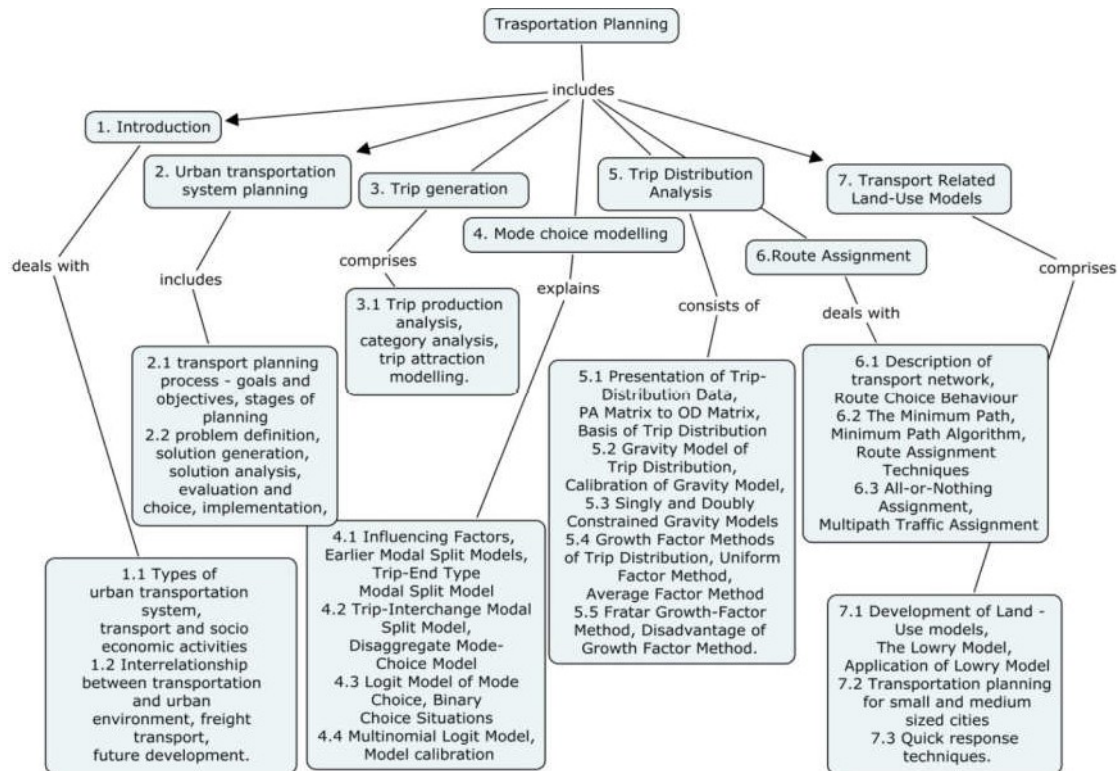 Trasportation Planning
includes
1. Introduction
2. Urban transportation
system planning
3. Trip generation
4. Mode choice modelling
5. Trip Distribution
Analysis
6.Route Assignment
7. Transport Related
Land-Use Models
deals with
includes
comprises
explains
consists of
deals with
comprises
1.1 Types of
urban transportation
system,
transport and socio
economic activities
1.2 Interrelationship
between transportation
and urban
environment, freight
transport,
future development.
2.1 transport planning
process - goals and
objectives, stages of
planning
2.2 problem definition,
solution generation,
solution analysis,
evaluation and
choice, implementation,
3.1 Trip production
analysis,
category analysis,
trip attraction
modelling.
4.1 Influencing Factors,
Earlier Modal Split Models,
Trip-End Type
Modal Split Model
4.2 Trip-Interchange Modal
Split Model,
Disaggregate Mode-
Choice Model
4.3 Logit Model of Mode
Choice, Binary
Choice Situations
4.4 Multinomial Logit Model,
Model calibration
5.1 Presentation of Trip-
Distribution Data,
PA Matrix to OD Matrix,
Basis of Trip Distribution
5.2 Gravity Model of
Trip Distribution,
Calibration of Gravity Model,
5.3 Singly and Doubly
Constrained Gravity Models
5.4 Growth Factor Methods
of Trip Distribution, Uniform
Factor Method,
Average Factor Method
5.5 Fratar Growth-Factor
Method, Disadvantage of
Growth Factor Method.
6.1 Description of
transport network,
Route Choice Behaviour
6.2 The Minimum Path,
Minimum Path Algorithm,
Route Assignment
Techniques
6.3 All-or-Nothing
Assignment,
Multipath Traffic Assignment
7.1 Development of Land -
Use models,
The Lowry Model,
Application of Lowry Model
7.2 Transportation planning
for small and medium
sized cities
7.3 Quick response
techniques.